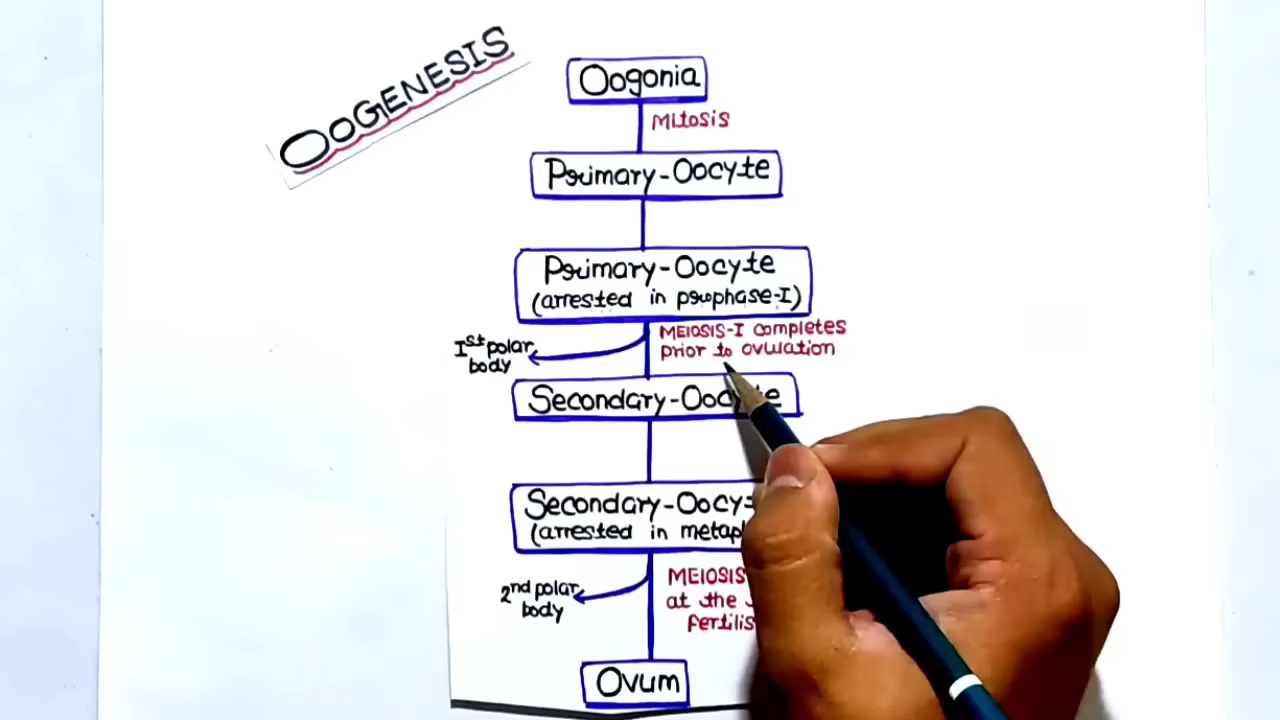 OOGENESIS
Oogonia
Mitosis
Primary-Oocyte
Primary-Oocyte
(arrested in prophase-I)
MEIOSIS-I completes
prior to ovulation
Ist polar
body
Secondary-Oocyte
Secondary-Oocyt
(arrested in metap
2nd polar
body
MEIOSIS
at the
fertilis
Ovum